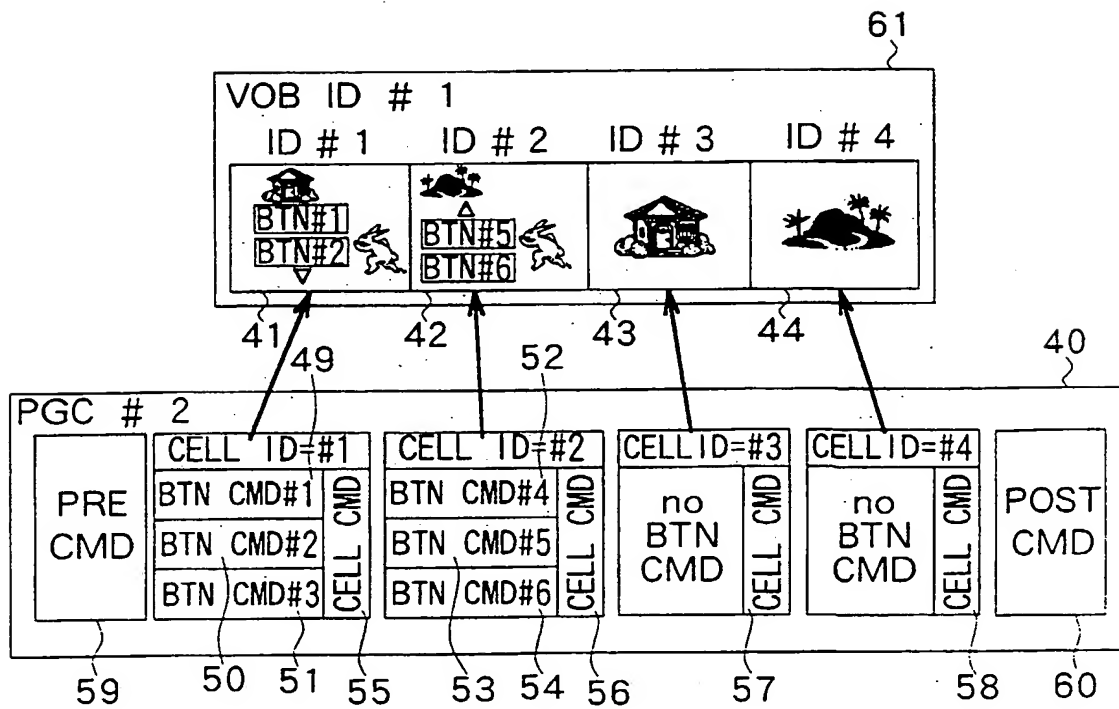 61
VOB ID # 1
ID # 1 ID # 2 ID # 3 ID # 4
BTN#1
BTN#2
BTN#5
BTN#6
41 42 43 44
49 52 40
PGC # 2
PRE
CMD
CELL ID=#1
BTN CMD#1
BTN CMD#2
BTN CMD#3
CELL CMD
CELL ID=#2
BTN CMD#4
BTN CMD#5
BTN CMD#6
CELL CMD
CELL ID=#3
no
BTN
CMD
CELL CMD
CELL ID=#4
no
BTN
CMD
CELL CMD
POST
CMD
59 50 51 55 53 54 56 57 58 60